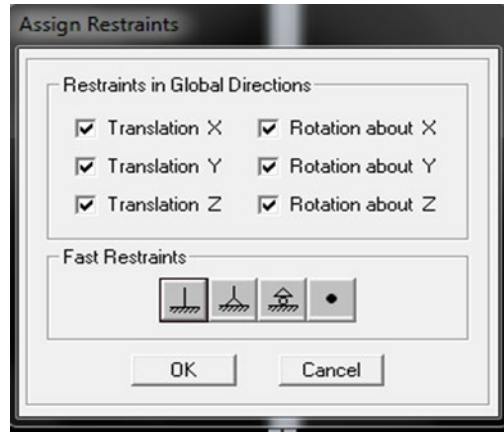 Assign Restraints
Restraints in Global Directions
Translation X Rotation about X
Translation Y Rotation about Y
Translation Z Rotation about Z
Fast Restraints
OK Cancel